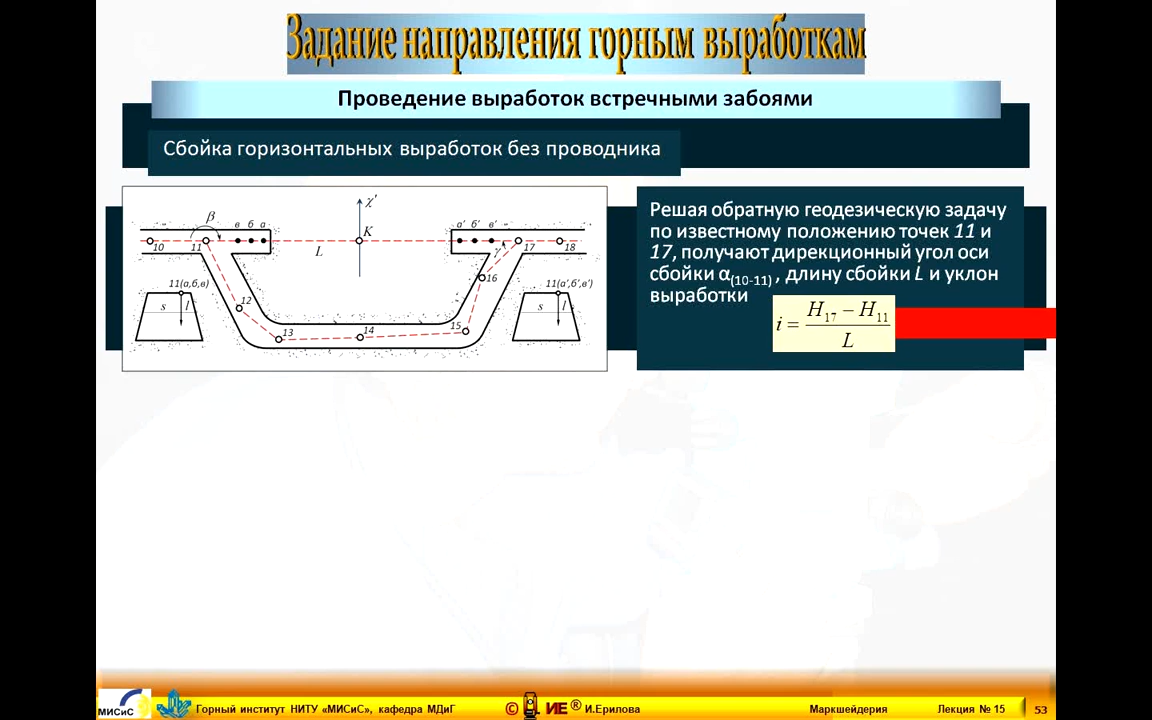 Задание направления горным выработкам
Проведение выработок встречными забоями
Сбойка горизонтальных выработок без проводника
β
χ'
в б а
K
а' б' в'
10
11
L
17
18
γ
16
11(а,б,в)
s
l
12
13
14
15
11(а',б',в')
s
l
Решая обратную геодезическую задачу
по известному положению точек 11 и
17, получают дирекционный угол оси
сбойки α(10-11) , длину сбойки L и уклон
выработки
i = (H17 − H11) / L
МИСиС
Горный институт НИТУ «МИСиС», кафедра МДиГ
© ИЕ ® И.Ерилова
Маркшейдерия
Лекция № 15
53